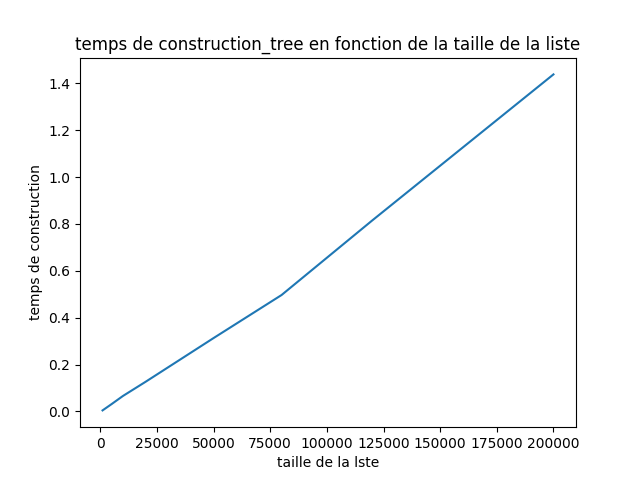 temps de construction_tree en fonction de la taille de la liste
1.4
1.2
1.0
0.8
0.6
0.4
0.2
0.0
temps de construction
0 25000 50000 75000 100000 125000 150000 175000 200000
taille de la lste